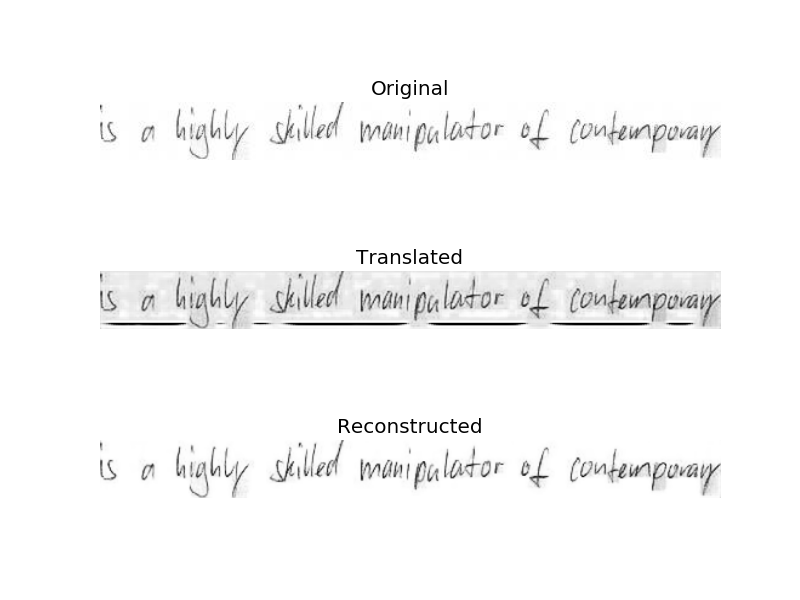 Original
is a highly skilled manipulator of contemporary
Translated
is a highly skilled manipulator of contemporary
Reconstructed
is a highly skilled manipulator of contemporary